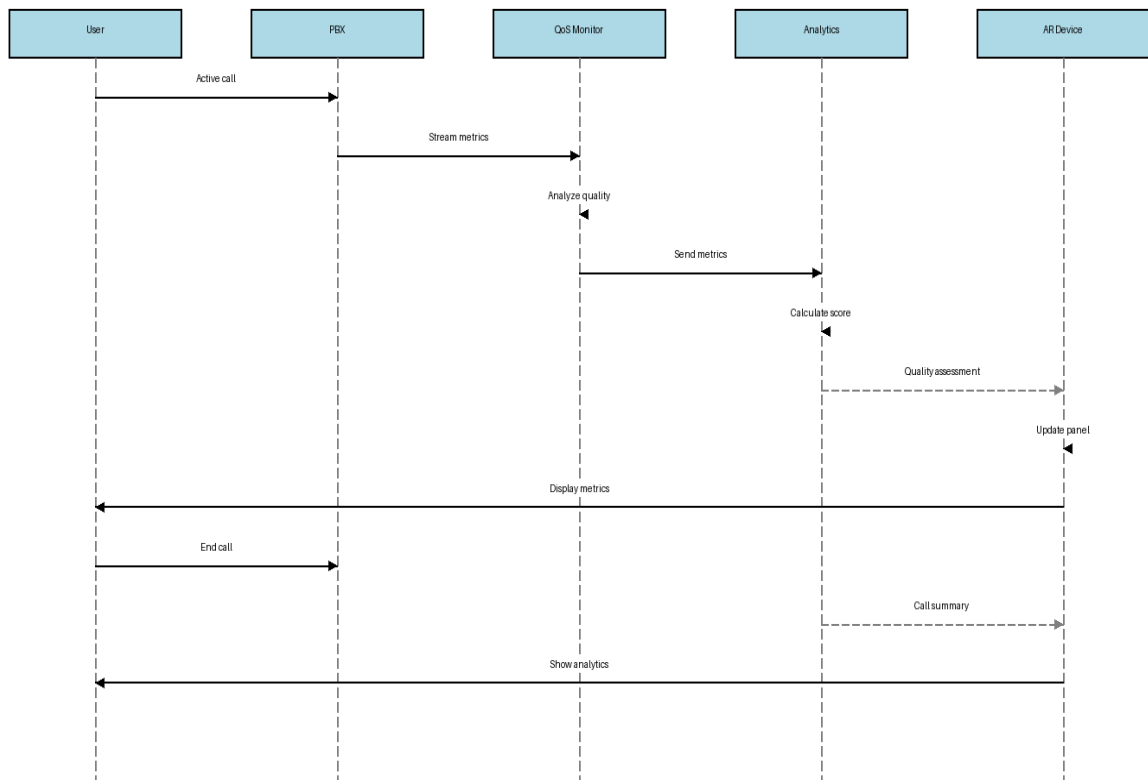 User
PBX
QoS Monitor
Analytics
AR Device
Active call
Stream metrics
Analyze quality
Send metrics
Calculate score
Quality assessment
Update panel
Display metrics
End call
Call summary
Show analytics